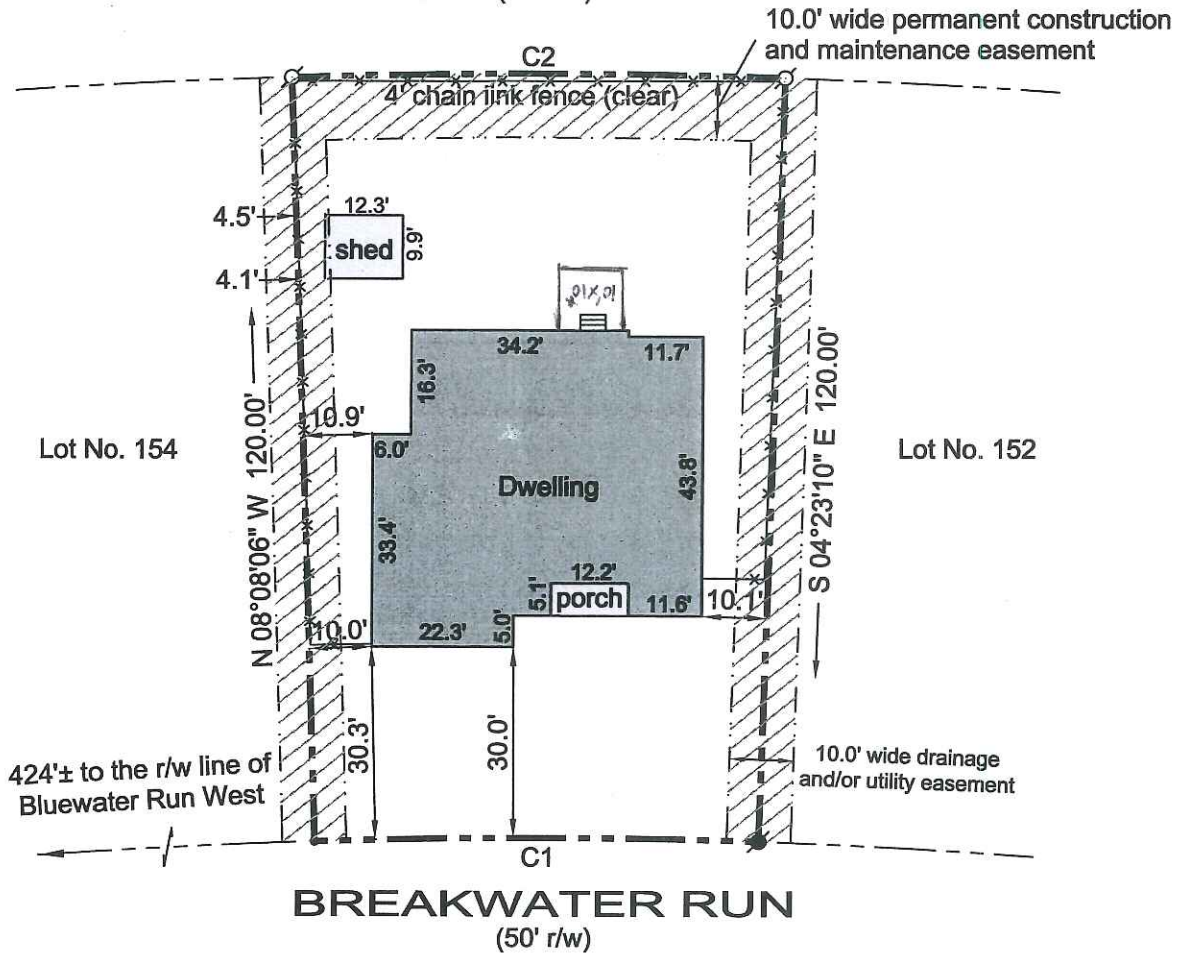 10.0' wide permanent construction
and maintenance easement
C2
4' chain link fence (clear)
4.5'
12.3'
shed
9.9'
4.1'
10'x10'
34.2'
11.7'
16.3'
N 08°08'06" W 120.00'
S 04°23'10" E 120.00'
10.9'
6.0'
Lot No. 154
Lot No. 152
Dwelling
43.8'
33.4'
12.2'
5.1'
porch
11.6'
10.1'
10.0'
22.3'
5.0'
30.3'
30.0'
10.0' wide drainage
and/or utility easement
424'± to the r/w line of
Bluewater Run West
C1
BREAKWATER RUN
(50' r/w)